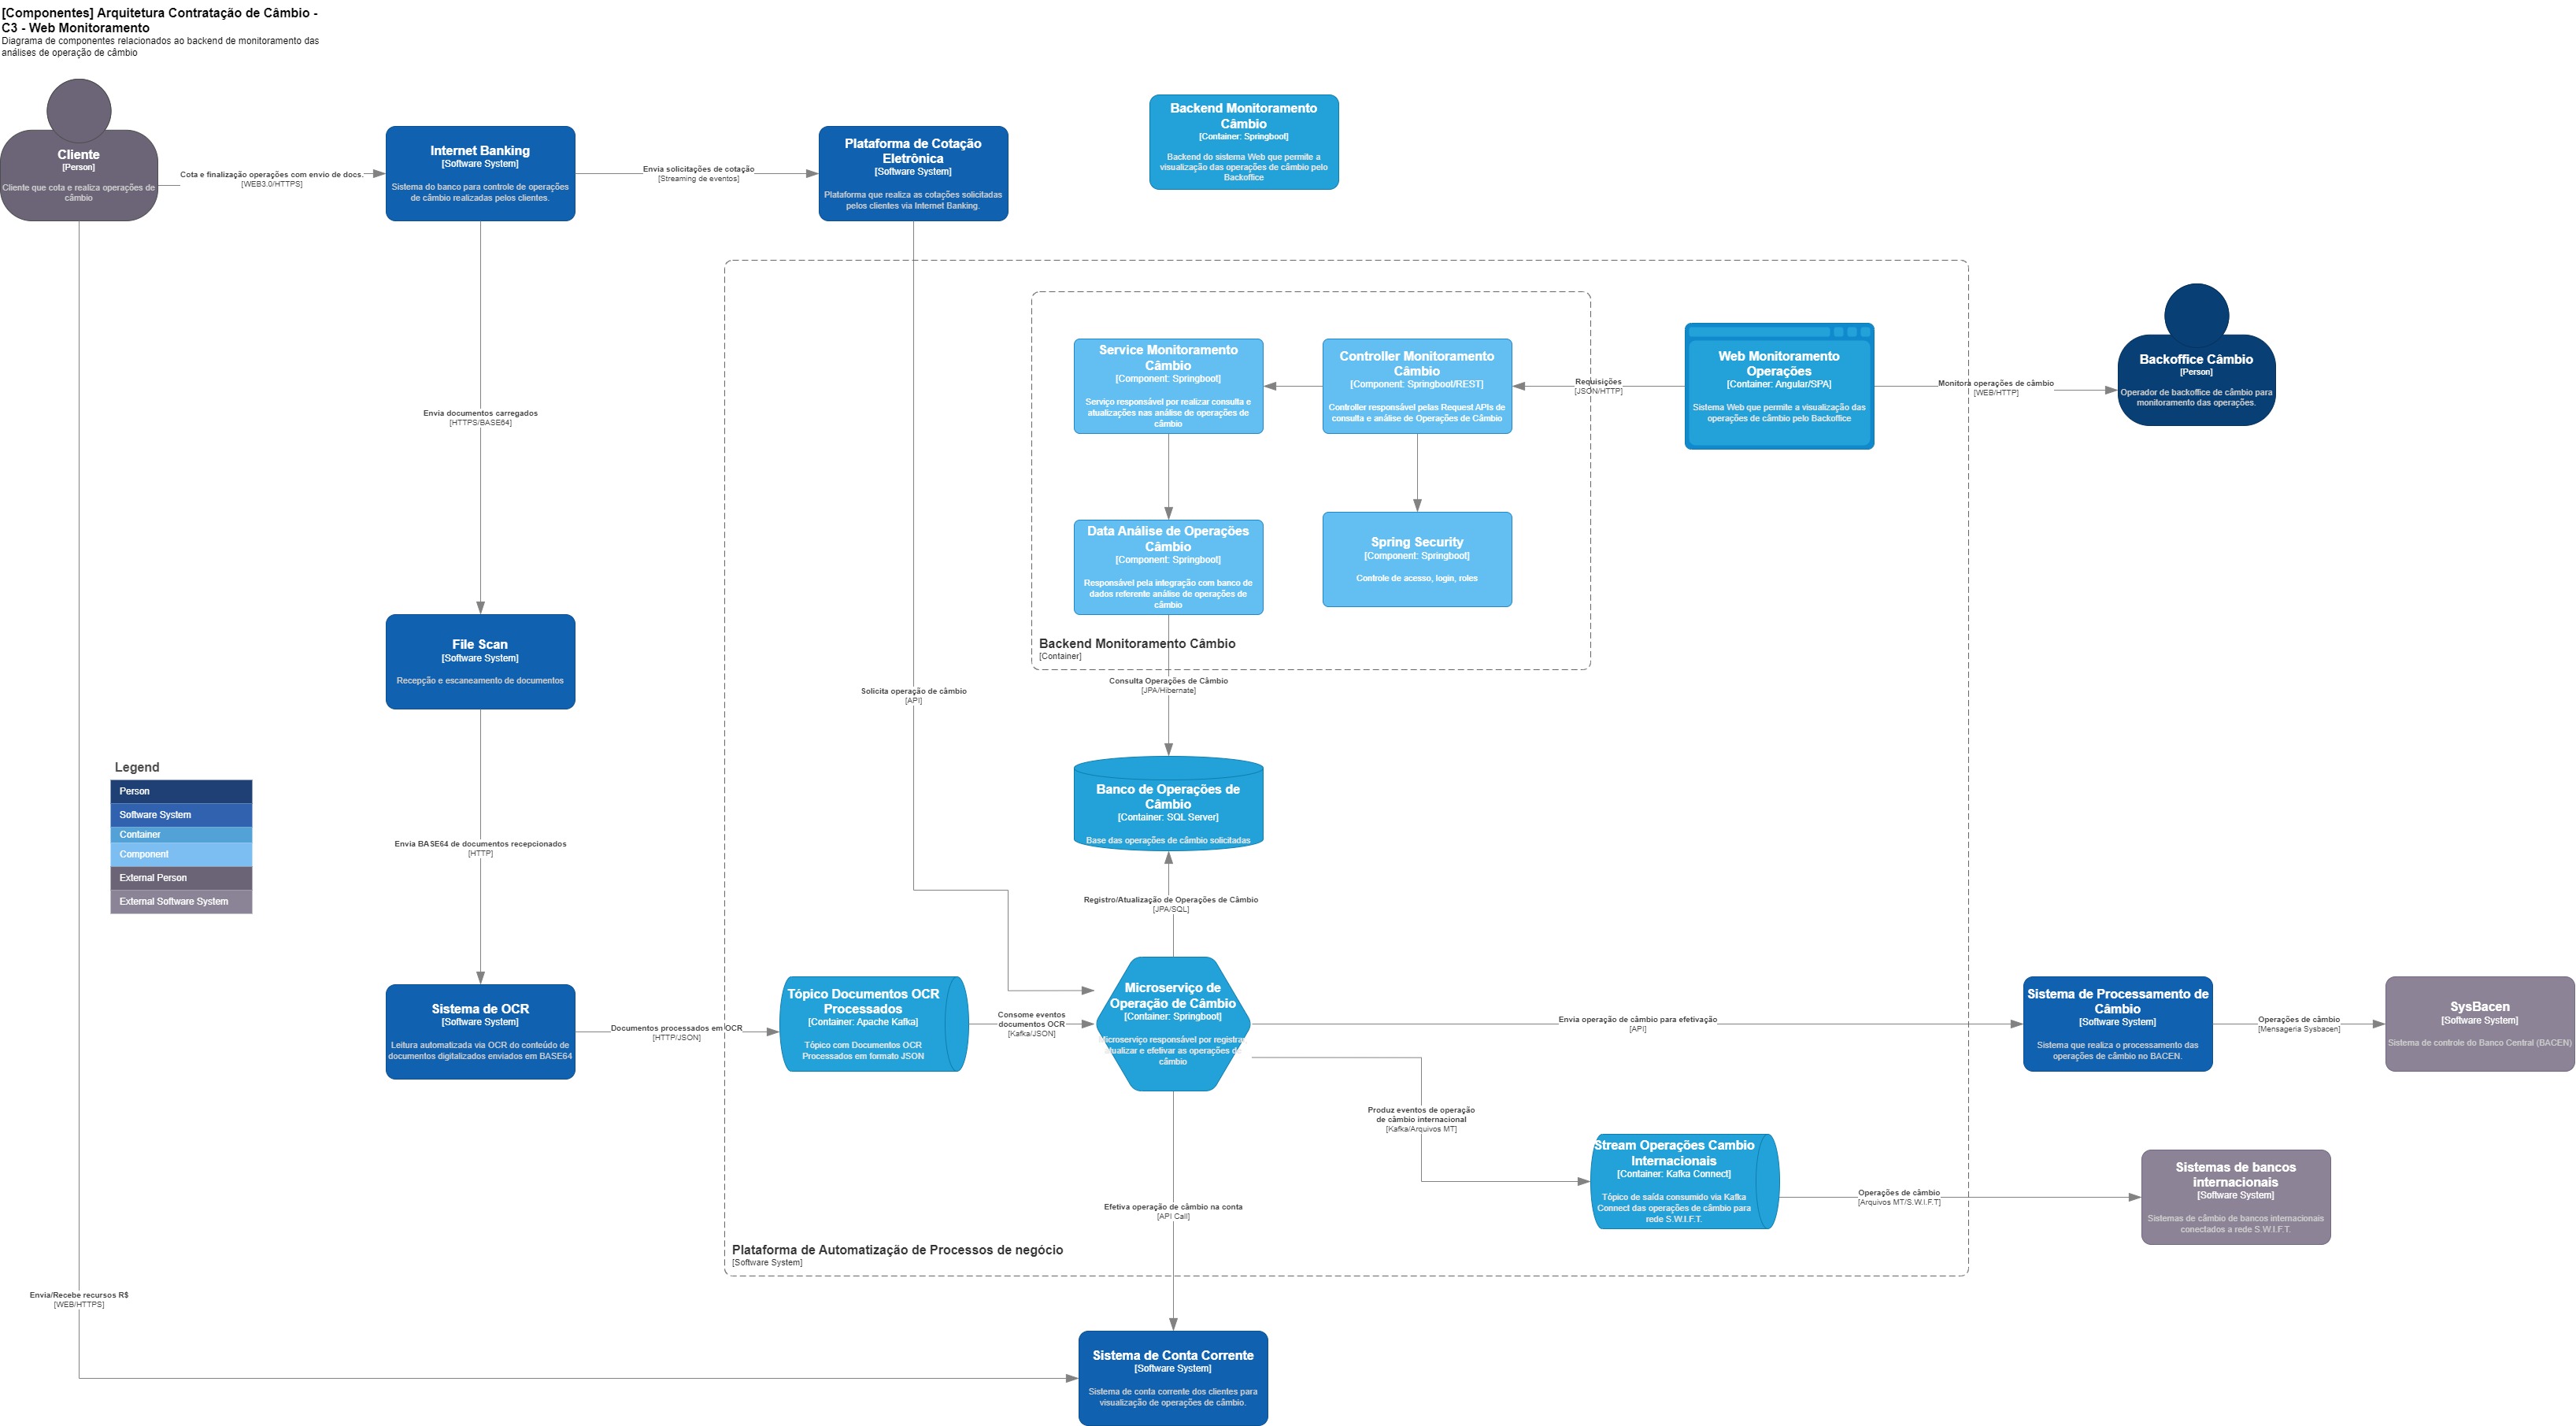 [Componentes] Arquitetura Contratação de Câmbio -
C3 - Web Monitoramento
Diagrama de componentes relacionados ao backend de monitoramento das
análises de operação de câmbio
Cliente
[Person]
Cliente que cota e realiza operações de
câmbio
Cota e finalização operações com envio de docs.
[WEB3.0/HTTPS]
Internet Banking
[Software System]
Sistema do banco para controle de operações
de câmbio realizadas pelos clientes.
Envia solicitações de cotação
[Streaming de eventos]
Plataforma de Cotação
Eletrônica
[Software System]
Plataforma que realiza as cotações solicitadas
pelos clientes via Internet Banking.
Backend Monitoramento
Câmbio
[Container: Springboot]
Backend do sistema Web que permite a
visualização das operações de câmbio pelo
Backoffice
Service Monitoramento
Câmbio
[Component: Springboot]
Serviço responsável por realizar consulta e
atualizações nas análise de operações de
câmbio
Controller Monitoramento
Câmbio
[Component: Springboot/REST]
Controller responsável pelas Request APIs de
consulta e análise de Operações de Câmbio
Requisições
[JSON/HTTP]
Web Monitoramento
Operações
[Container: Angular/SPA]
Sistema Web que permite a visualização das
operações de câmbio pelo Backoffice
Monitora operações de câmbio
[WEB/HTTP]
Backoffice Câmbio
[Person]
Operador de backoffice de câmbio para
monitoramento das operações.
Envia documentos carregados
[HTTPS/BASE64]
Data Análise de Operações
Câmbio
[Component: Springboot]
Responsável pela integração com banco de
dados referente análise de operações de
câmbio
Spring Security
[Component: Springboot]
Controle de acesso, login, roles
Backend Monitoramento Câmbio
[Container]
File Scan
[Software System]
Recepção e escaneamento de documentos
Solicita operação de câmbio
[API]
Consulta Operações de Câmbio
[JPA/Hibernate]
Legend
Person
Software System
Container
Component
External Person
External Software System
Envia BASE64 de documentos recepcionados
[HTTP]
Banco de Operações de
Câmbio
[Container: SQL Server]
Base das operações de câmbio solicitadas
Registro/Atualização de Operações de Câmbio
[JPA/SQL]
Sistema de OCR
[Software System]
Leitura automatizada via OCR do conteúdo de
documentos digitalizados enviados em BASE64
Documentos processados em OCR
[HTTP/JSON]
Tópico Documentos OCR
Processados
[Container: Apache Kafka]
Tópico com Documentos OCR
Processados em formato JSON
Consome eventos
documentos OCR
[Kafka/JSON]
Microserviço de
Operação de Câmbio
[Container: Springboot]
Microserviço responsável por registrar
atualizar e efetivar as operações de
câmbio
Envia operação de câmbio para efetivação
[API]
Sistema de Processamento de
Câmbio
[Software System]
Sistema que realiza o processamento das
operações de câmbio no BACEN.
Operações de câmbio
[Mensageria Sysbacen]
SysBacen
[Software System]
Sistema de controle do Banco Central (BACEN)
Produz eventos de operação
de câmbio internacional
[Kafka/Arquivos MT]
Stream Operações Cambio
Internacionais
[Container: Kafka Connect]
Tópico de saída consumido via Kafka
Connect das operações de câmbio para
rede S.W.I.F.T.
Operações de câmbio
[Arquivos MT/S.W.I.F.T]
Sistemas de bancos
internacionais
[Software System]
Sistemas de câmbio de bancos internacionais
conectados a rede S.W.I.F.T.
Efetiva operação de câmbio na conta
[API Call]
Plataforma de Automatização de Processos de negócio
[Software System]
Envia/Recebe recursos R$
[WEB/HTTPS]
Sistema de Conta Corrente
[Software System]
Sistema de conta corrente dos clientes para
visualização de operações de câmbio.